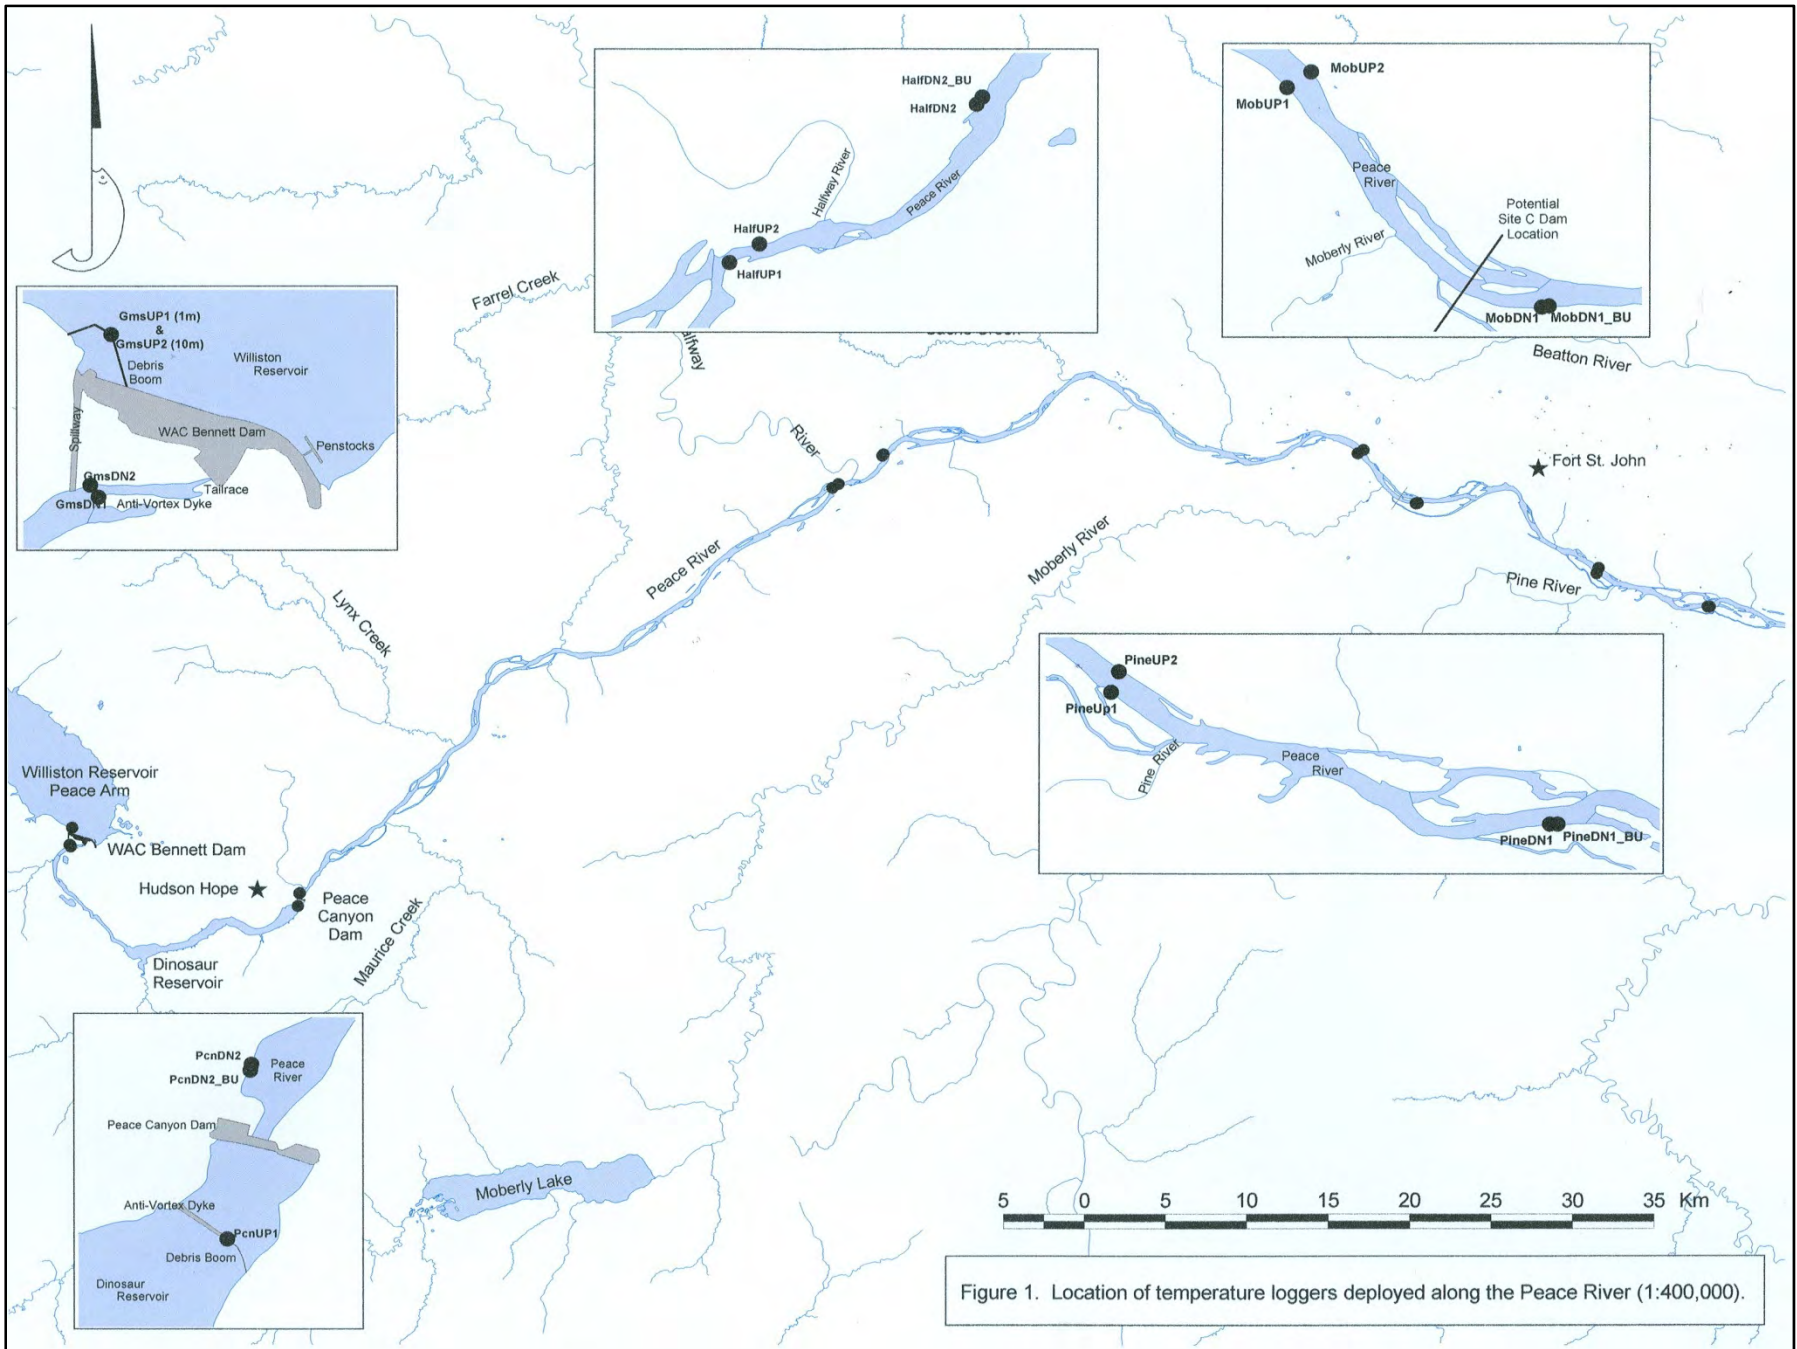 HalfDN2_BU
HalfDN2
Halfway River
Peace River
HalfUP2
HalfUP1
MobUP2
MobUP1
Peace
River
Potential
Site C Dam
Location
Moberly River
MobDN1
MobDN1_BU
Farrel Creek
alfway
River
Beatton River
GmsUP1 (1m)
&
GmsUP2 (10m)
Debris
Boom
Williston
Reservoir
Spillway
WAC Bennett Dam
Penstocks
GmsDN2
Tailrace
GmsDN1
Anti-Vortex Dyke
Fort St. John
Peace River
Moberly River
Pine River
Lynx Creek
PineUP2
PineUp1
Pine River
Peace
River
PineDN1
PineDN1_BU
Williston Reservoir
Peace Arm
WAC Bennett Dam
Hudson Hope
Peace
Canyon
Dam
Maurice Creek
Dinosaur
Reservoir
PcnDN2
PcnDN2_BU
Peace
River
Peace Canyon Dam
Anti-Vortex Dyke
PcnUP1
Debris Boom
Dinosaur
Reservoir
Moberly Lake
5 0 5 10 15 20 25 30 35 Km
Figure 1. Location of temperature loggers deployed along the Peace River (1:400,000).